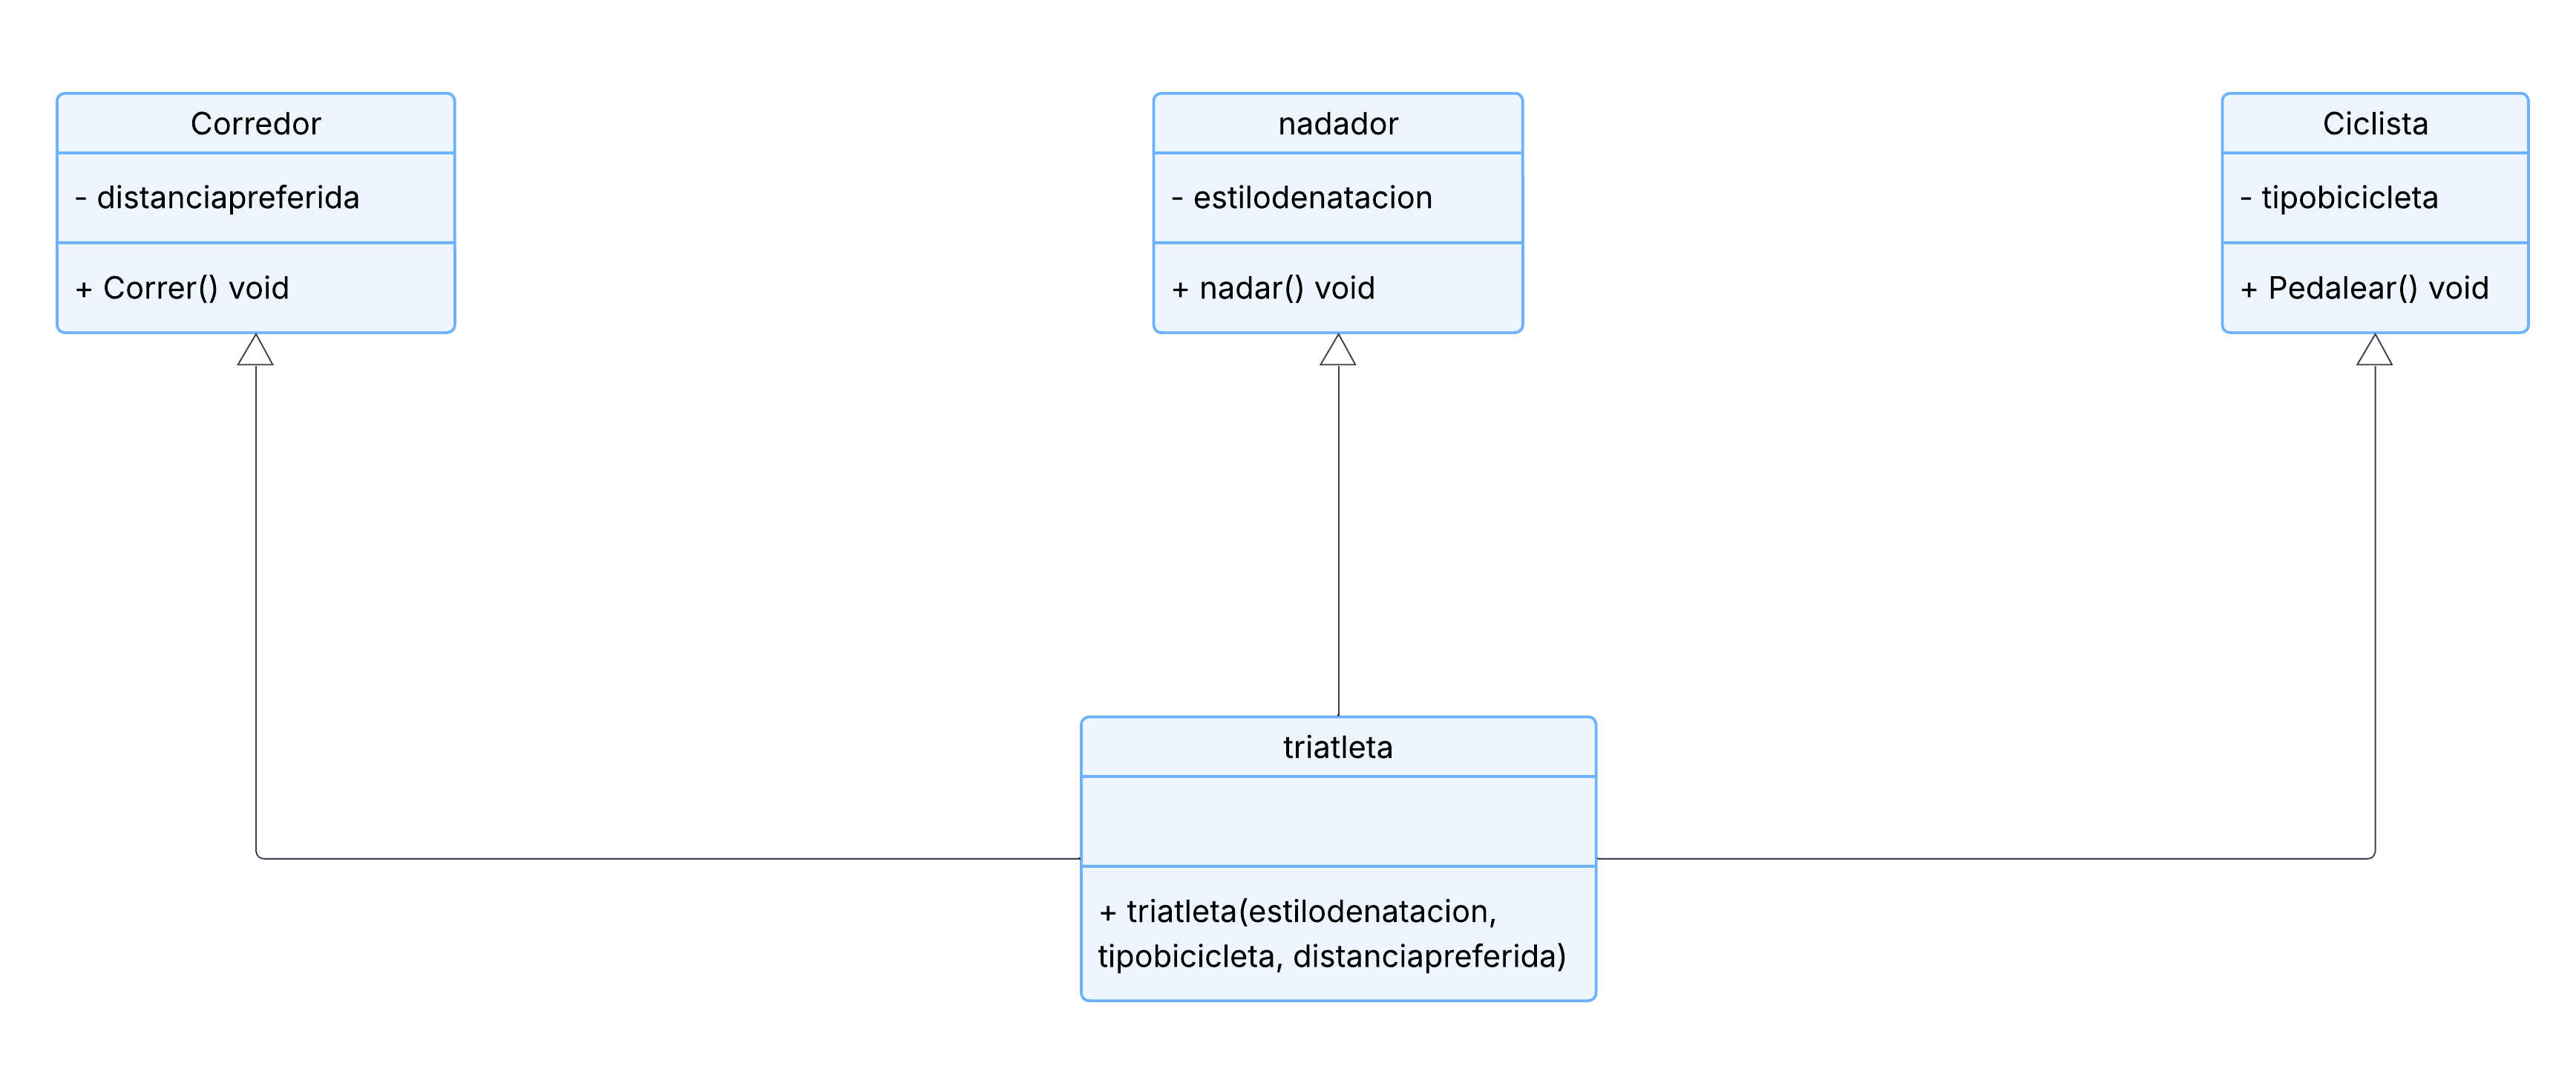 Corredor
- distanciapreferida
+ Correr() void
nadador
- estilodenatacion
+ nadar() void
Ciclista
- tipobicicleta
+ Pedalear() void
triatleta
+ triatleta(estilodenatacion,
tipobicicleta, distanciapreferida)